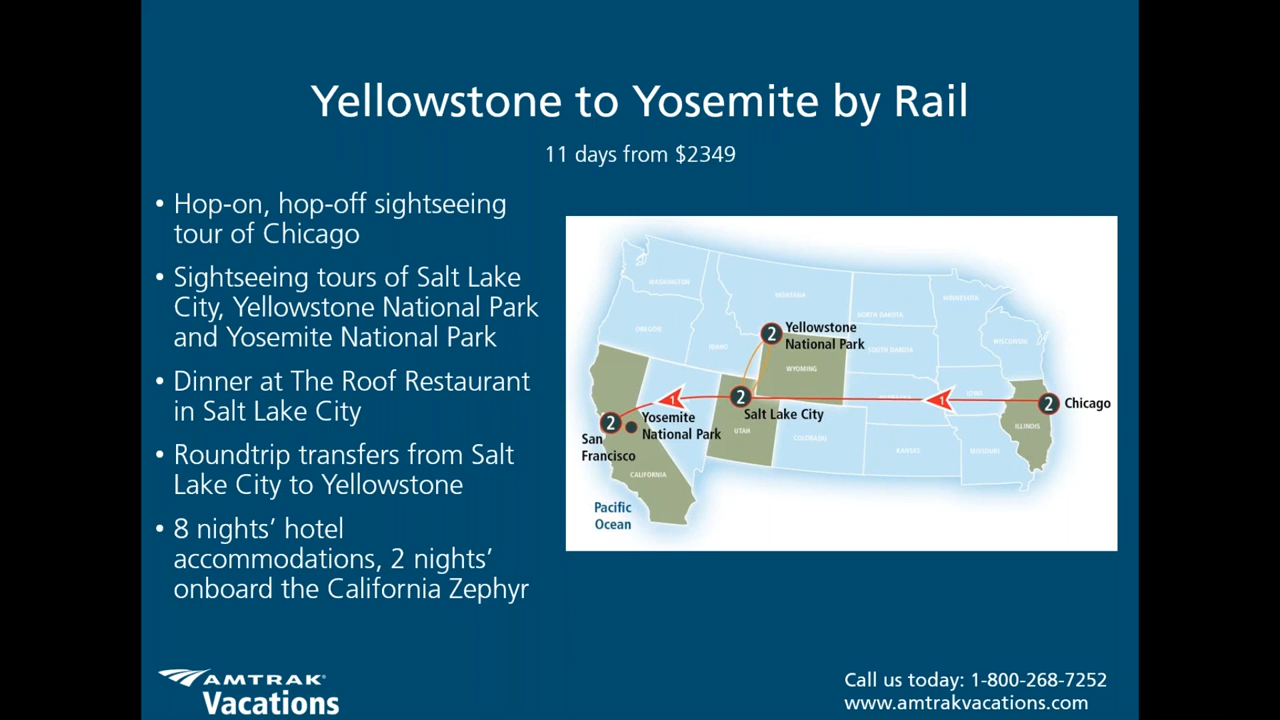 Yellowstone to Yosemite by Rail
11 days from $2349
• Hop-on, hop-off sightseeing
tour of Chicago
• Sightseeing tours of Salt Lake
City, Yellowstone National Park
and Yosemite National Park
• Dinner at The Roof Restaurant
in Salt Lake City
• Roundtrip transfers from Salt
Lake City to Yellowstone
• 8 nights’ hotel
accommodations, 2 nights’
onboard the California Zephyr
WASHINGTON
MONTANA
NORTH DAKOTA
MINNESOTA
OREGON
IDAHO
2
Yellowstone
National Park
SOUTH DAKOTA
WISCONSIN
WYOMING
1
2
Salt Lake City
NEBRASKA
1
IOWA
2
Chicago
2
Yosemite
National Park
San
Francisco
UTAH
COLORADO
KANSAS
MISSOURI
ILLINOIS
CALIFORNIA
Pacific
Ocean
AMTRAK®
Vacations
Call us today: 1-800-268-7252
www.amtrakvacations.com